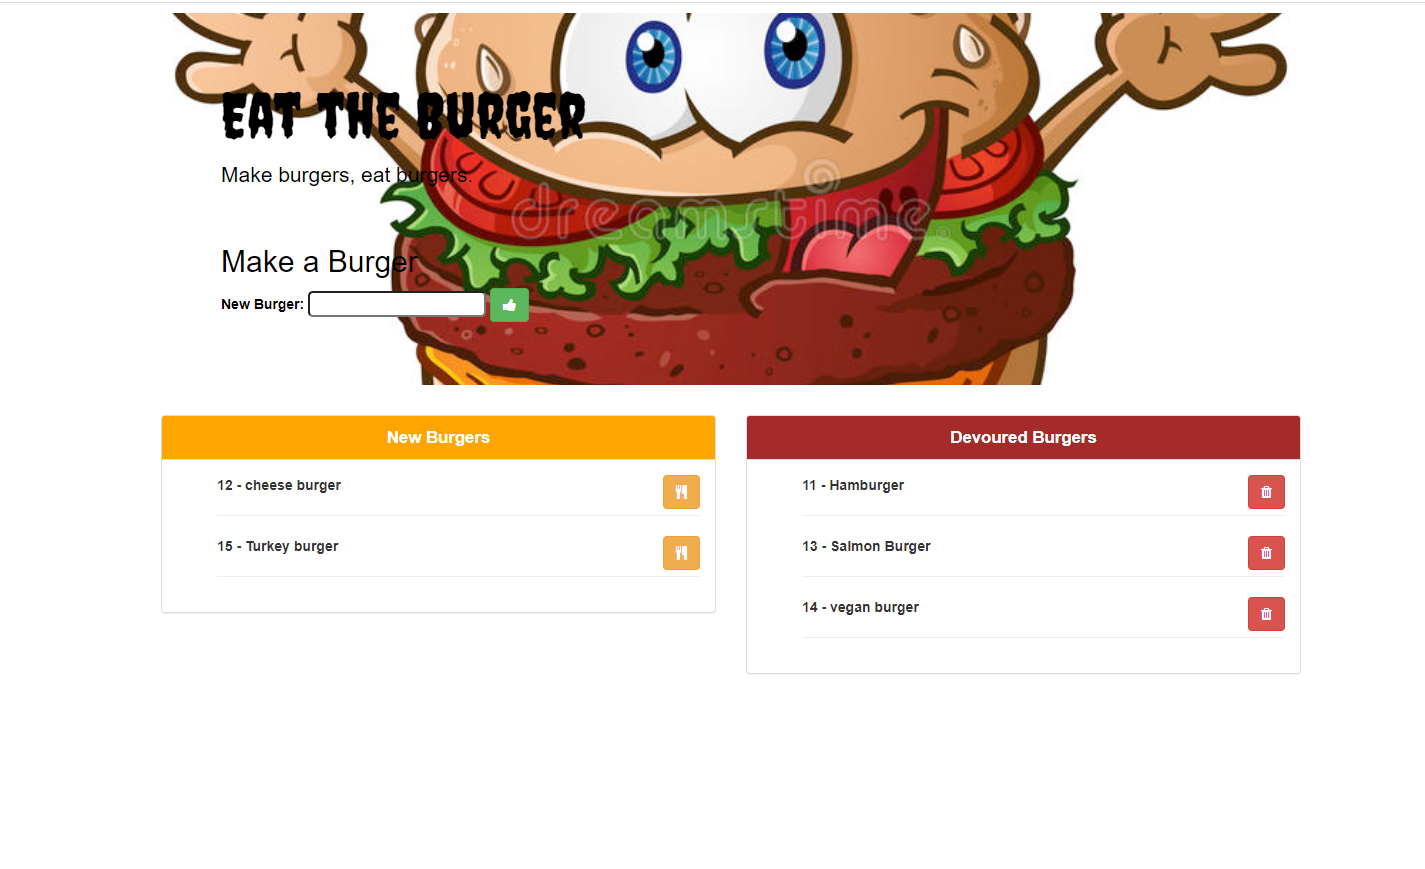 EAT THE BURGER
Make burgers, eat burgers.
dreamstime.
Make a Burger
New Burger:
New Burgers
12 - cheese burger
15 - Turkey burger
Devoured Burgers
11 - Hamburger
13 - Salmon Burger
14 - vegan burger